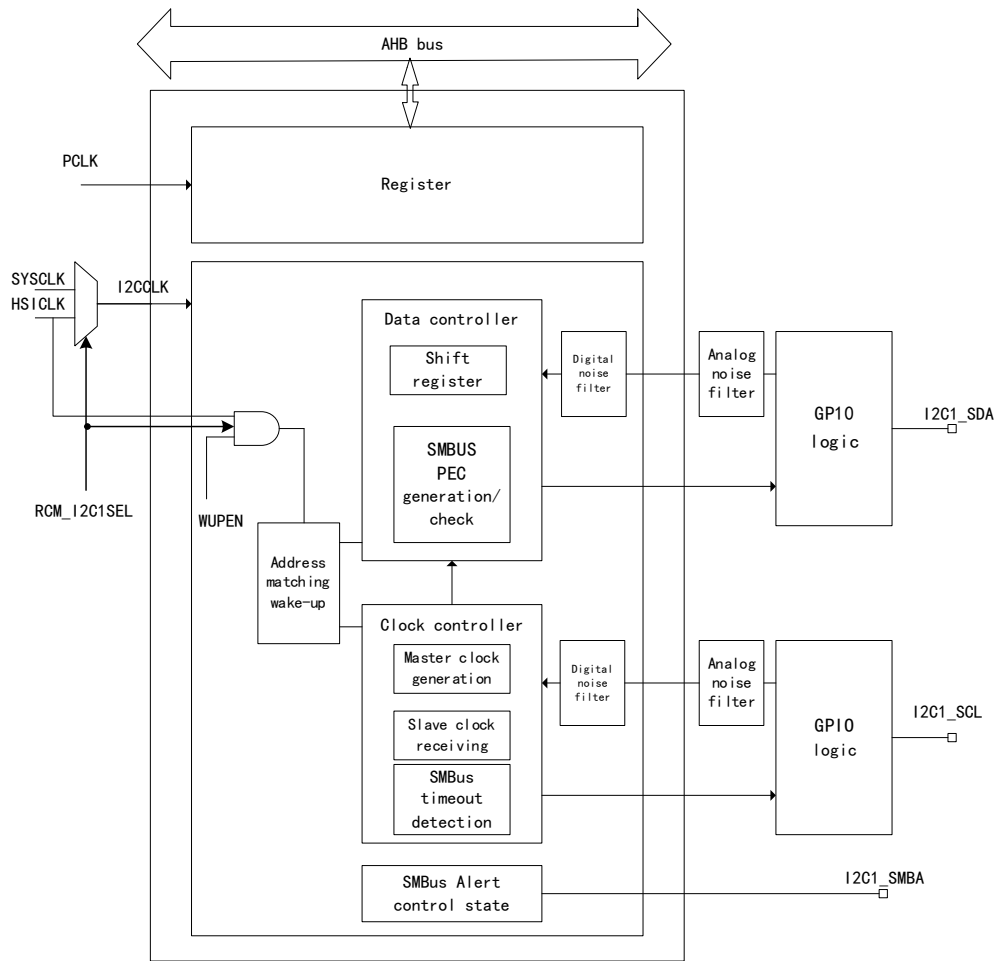 AHB bus
PCLK
Register
SYSCLK
I2CCLK
HSICLK
Data controller
Shift
register
Digital
noise
filter
Analog
noise
filter
GPIO
logic
I2C1_SDA
SMBUS
PEC
generation/
check
RCM_I2C1SEL
WUPEN
Address
matching
wake-up
Clock controller
Master clock
generation
Digital
noise
filter
Analog
noise
filter
GPIO
logic
I2C1_SCL
Slave clock
receiving
SMBus
timeout
detection
SMBus Alert
control state
I2C1_SMBA